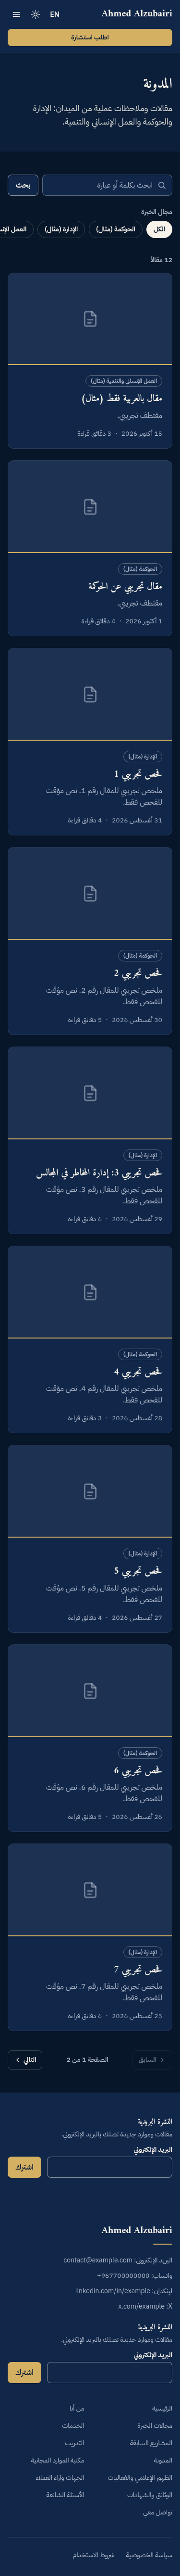 Ahmed Alzubairi
EN
اطلب استشارة
المدونة
مقالات وملاحظات عملية من الميدان: الإدارة
والحوكمة والعمل الإنساني والتنمية.
ابحث بكلمة أو عبارة
بحث
مجال الخبرة
الكل
الحوكمة (مثال)
الإدارة (مثال)
12 مقالاً
العمل الإنساني والتنمية (مثال)
مقال بالعربية فقط (مثال)
مقتطف تجريبي.
15 أكتوبر 2026 · 3 دقائق قراءة
الحوكمة (مثال)
مقال تجريبي عن الحوكمة
مقتطف تجريبي.
1 أكتوبر 2026 · 4 دقائق قراءة
الإدارة (مثال)
فحص تجريبي 1
ملخص تجريبي للمقال رقم 1. نص مؤقت
للفحص فقط.
31 أغسطس 2026 · 4 دقائق قراءة
الحوكمة (مثال)
فحص تجريبي 2
ملخص تجريبي للمقال رقم 2. نص مؤقت
للفحص فقط.
30 أغسطس 2026 · 5 دقائق قراءة
الإدارة (مثال)
فحص تجريبي 3: إدارة المخاطر في المجالس
ملخص تجريبي للمقال رقم 3. نص مؤقت
للفحص فقط.
29 أغسطس 2026 · 6 دقائق قراءة
الحوكمة (مثال)
فحص تجريبي 4
ملخص تجريبي للمقال رقم 4. نص مؤقت
للفحص فقط.
28 أغسطس 2026 · 3 دقائق قراءة
الإدارة (مثال)
فحص تجريبي 5
ملخص تجريبي للمقال رقم 5. نص مؤقت
للفحص فقط.
27 أغسطس 2026 · 4 دقائق قراءة
الحوكمة (مثال)
فحص تجريبي 6
ملخص تجريبي للمقال رقم 6. نص مؤقت
للفحص فقط.
26 أغسطس 2026 · 5 دقائق قراءة
الإدارة (مثال)
فحص تجريبي 7
ملخص تجريبي للمقال رقم 7. نص مؤقت
للفحص فقط.
25 أغسطس 2026 · 6 دقائق قراءة
السابق
الصفحة 1 من 2
التالي
النشرة البريدية
مقالات وموارد جديدة تصلك بالبريد الإلكتروني.
البريد الإلكتروني
اشترك
Ahmed Alzubairi
البريد الإلكتروني: contact@example.com
واتساب: 967700000000+
لينكدإن: linkedin.com/in/example
X: x.com/example
النشرة البريدية
مقالات وموارد جديدة تصلك بالبريد الإلكتروني.
البريد الإلكتروني
اشترك
الرئيسية
من أنا
مجالات الخبرة
الخدمات
المشاريع السابقة
التدريب
المدونة
مكتبة الموارد المجانية
الظهور الإعلامي والفعاليات
الجهات وآراء العملاء
الوثائق والشهادات
الأسئلة الشائعة
تواصل معي
سياسة الخصوصية
شروط الاستخدام